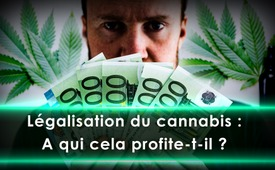 Légalisation du cannabis :
A qui cela profite-t-il ?